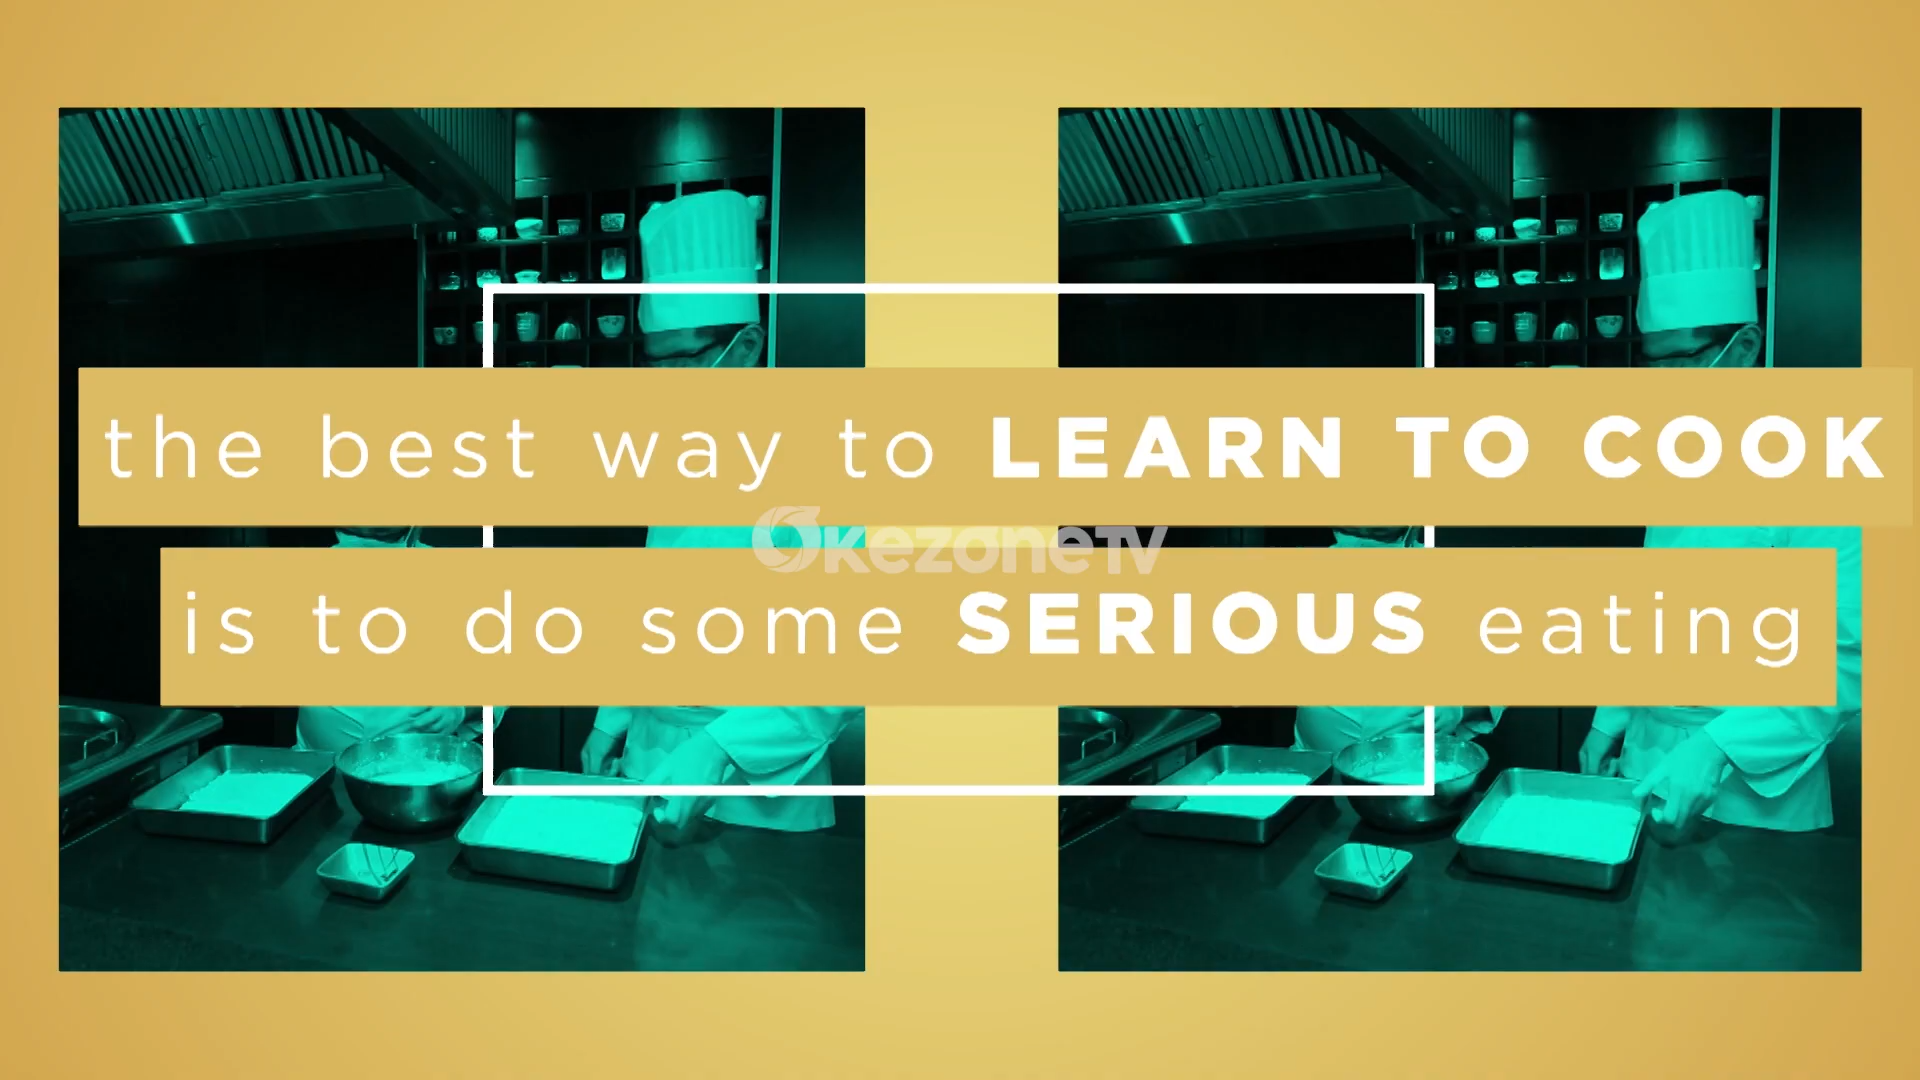 the best way to LEARN TO COOK
OkezoneTV
is to do some SERIOUS eating